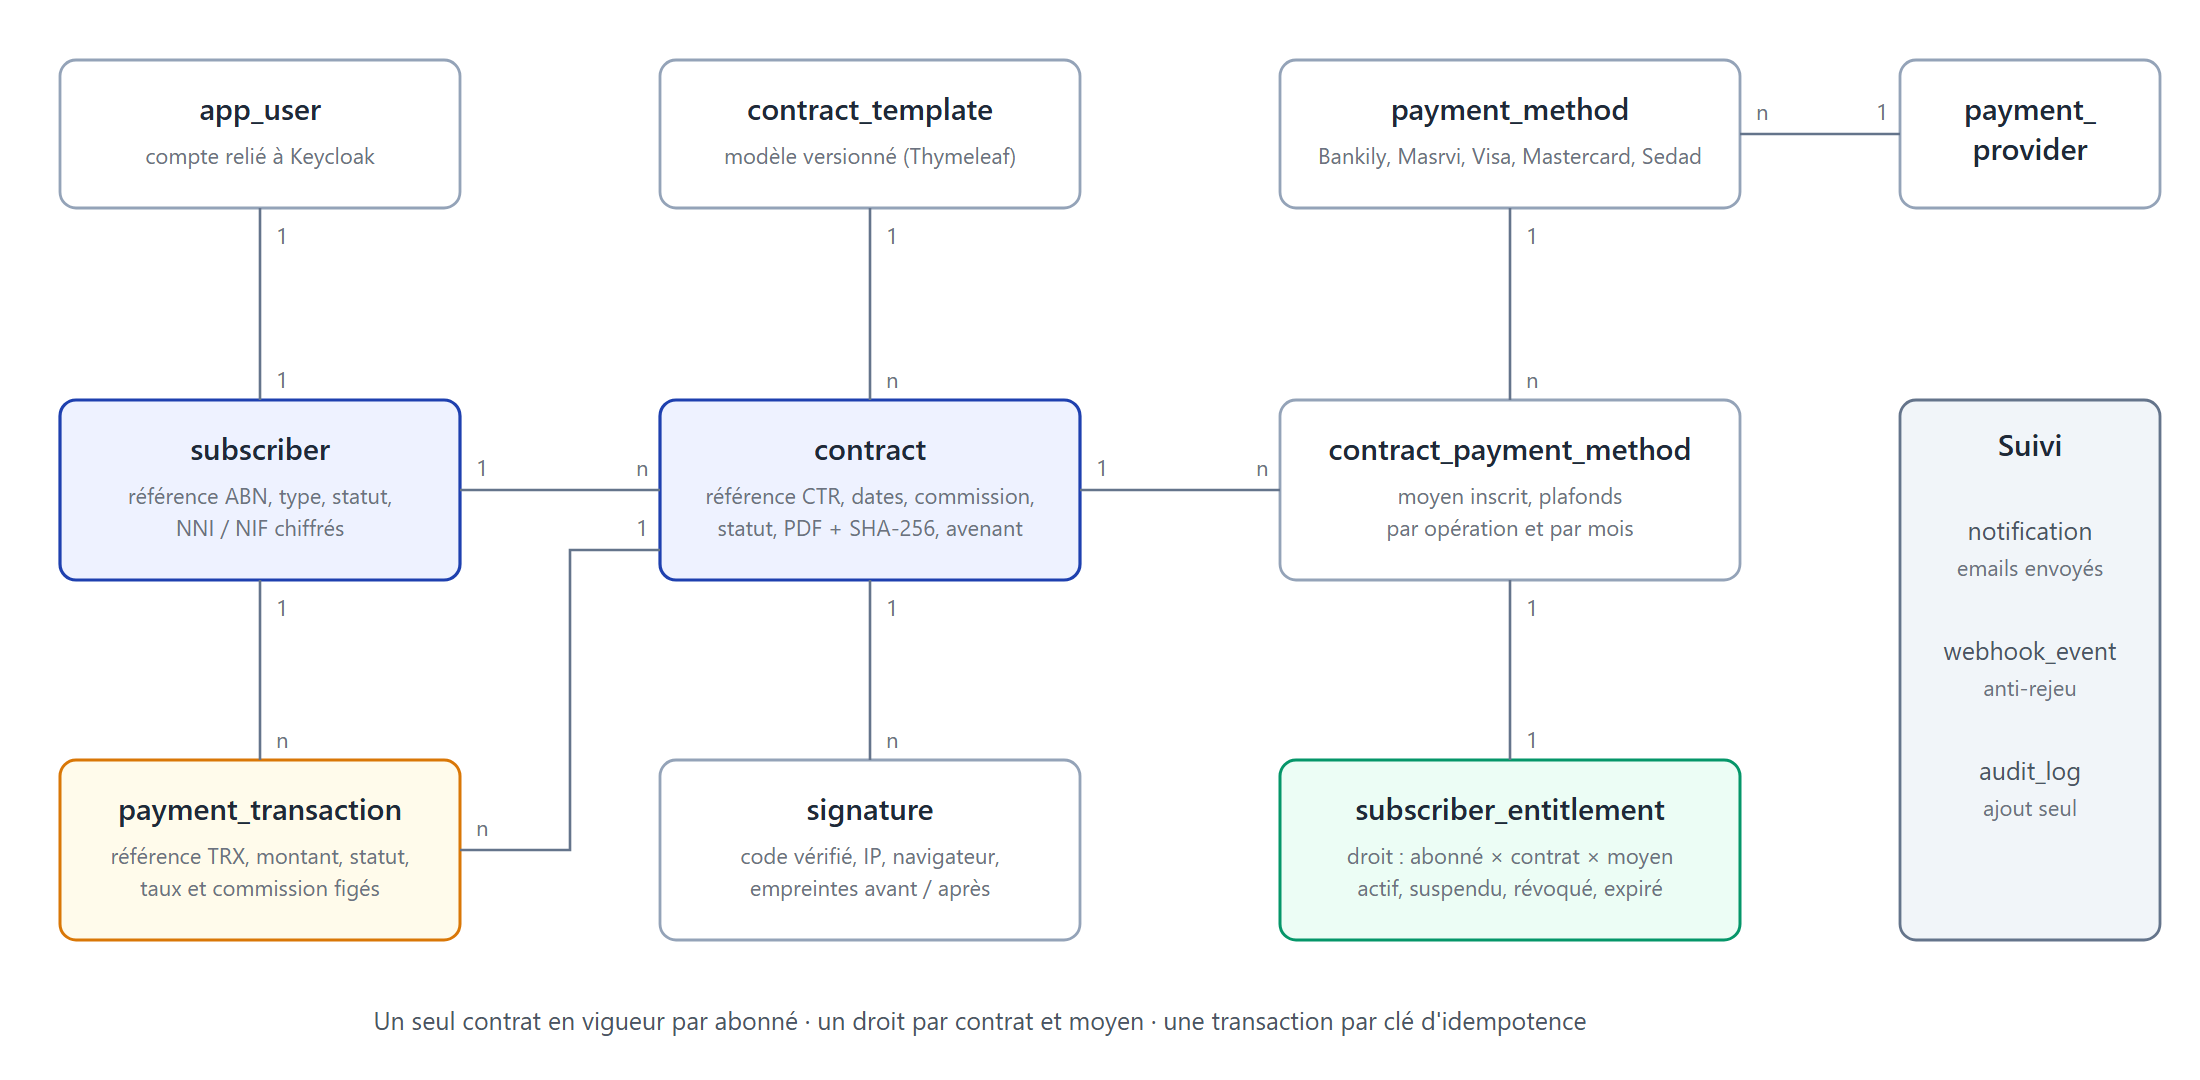 app_user
compte relié à Keycloak
contract_template
modèle versionné (Thymeleaf)
payment_method
Bankily, Masrvi, Visa, Mastercard, Sedad
n
1
payment_
provider
1
1
1
1
n
n
subscriber
référence ABN, type, statut,
NNI / NIF chiffrés
1
n
1
contract
référence CTR, dates, commission,
statut, PDF + SHA-256, avenant
1
n
contract_payment_method
moyen inscrit, plafonds
par opération et par mois
Suivi
notification
emails envoyés
webhook_event
anti-rejeu
audit_log
ajout seul
1
1
1
n
n
1
payment_transaction
référence TRX, montant, statut,
taux et commission figés
n
signature
code vérifié, IP, navigateur,
empreintes avant / après
subscriber_entitlement
droit : abonné × contrat × moyen
actif, suspendu, révoqué, expiré
Un seul contrat en vigueur par abonné · un droit par contrat et moyen · une transaction par clé d'idempotence